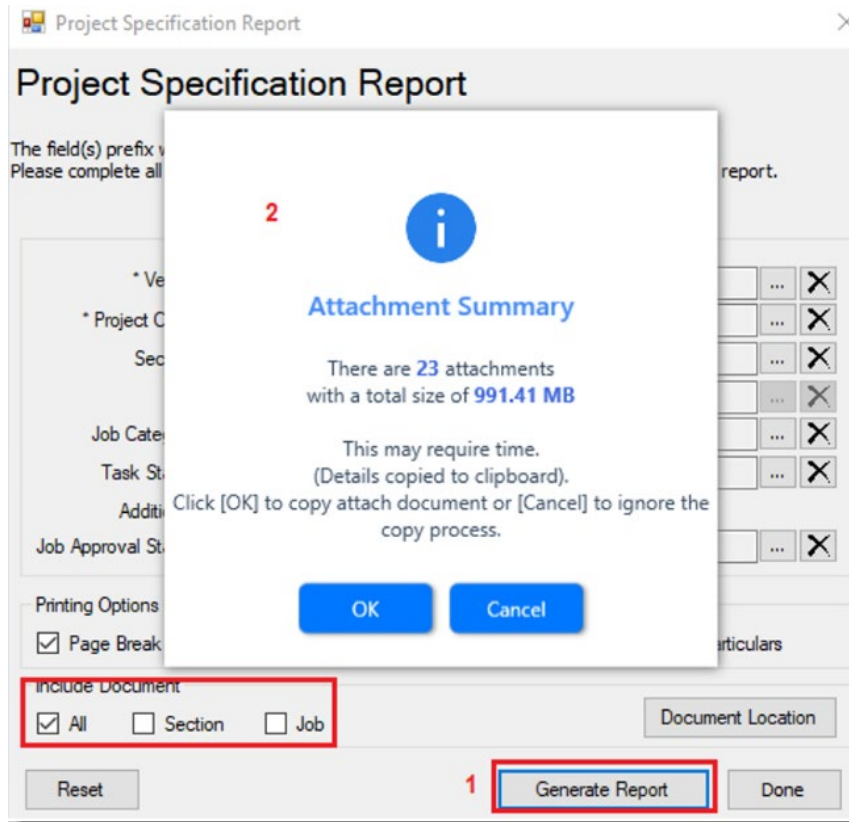 Project Specification Report
Project Specification Report
The field(s) prefix
Please complete all
report.
2
i
Attachment Summary
There are 23 attachments
with a total size of 991.41 MB
This may require time.
(Details copied to clipboard).
Click [OK] to copy attach document or [Cancel] to ignore the
copy process.
OK
Cancel
* Ve
...
* Project C
...
Sec
...
...
Job Cate
...
Task St
...
Additi
Job Approval St
...
Printing Options
Page Break
articulars
Include Document
All
Section
Job
Document Location
Reset
1
Generate Report
Done